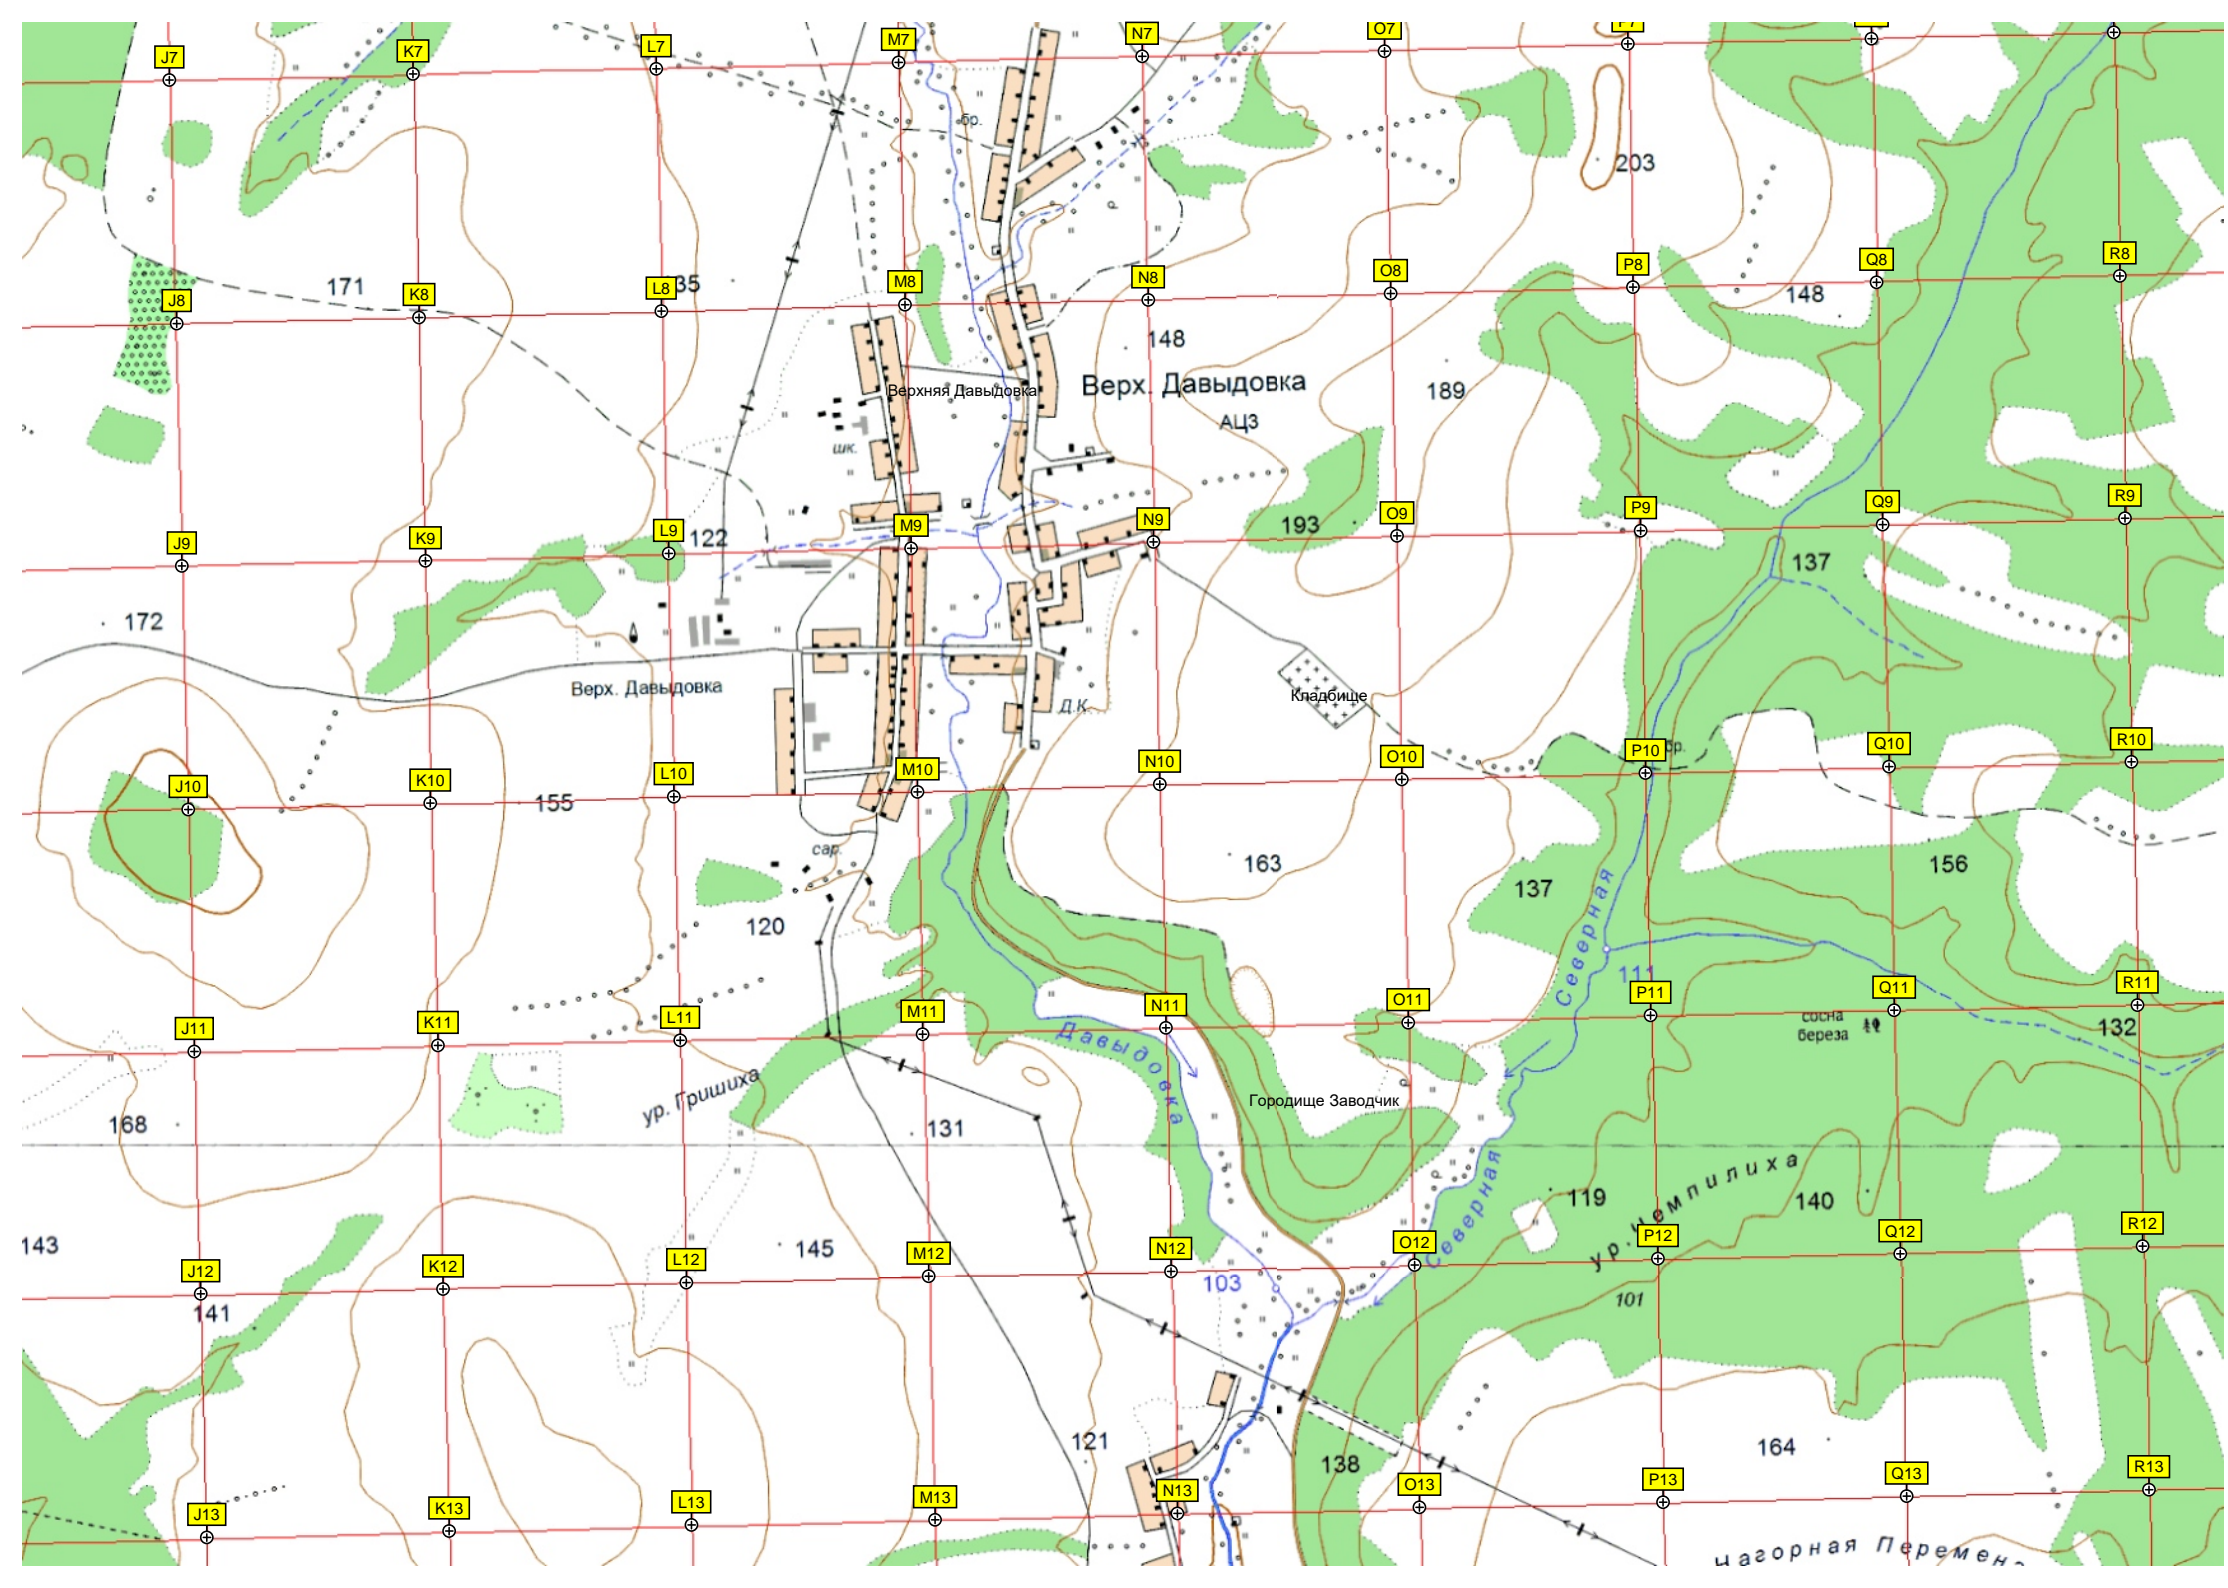 J7
K7
L7
M7
N7
O7
P7
бр.
203
171
35
148
J8
K8
L8
M8
N8
O8
P8
Q8
R8
148
Верхняя Давыдовка
Верх. Давыдовка
189
АЦЗ
шк.
193
122
J9
K9
L9
M9
N9
O9
P9
Q9
R9
137
172
Верх. Давыдовка
Кладбище
Д.К.
бр.
J10
K10
L10
M10
N10
O10
P10
Q10
R10
155
сар.
163
137
156
120
Северная
111
J11
K11
L11
M11
N11
O11
P11
Q11
R11
сосна
береза
132
Давыдовка
ур. Гришиха
Городище Заводчик
168
131
Северная
119
ур. Чемпилиха
140
143
145
J12
K12
L12
M12
N12
O12
P12
Q12
R12
103
141
101
121
138
164
J13
K13
L13
M13
N13
O13
P13
Q13
R13
Нагорная Перемена